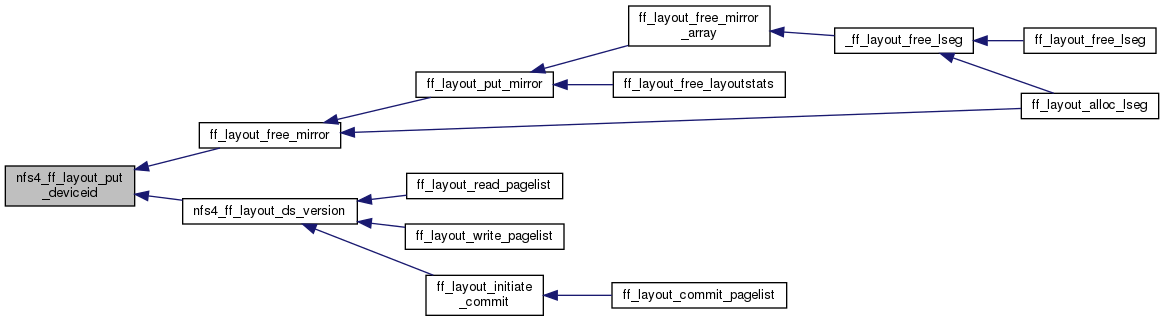 ff_layout_free_mirror
_array
_ff_layout_free_lseg
ff_layout_free_lseg
ff_layout_put_mirror
ff_layout_free_layoutstats
ff_layout_alloc_lseg
ff_layout_free_mirror
nfs4_ff_layout_put
_deviceid
ff_layout_read_pagelist
nfs4_ff_layout_ds_version
ff_layout_write_pagelist
ff_layout_initiate
_commit
ff_layout_commit_pagelist